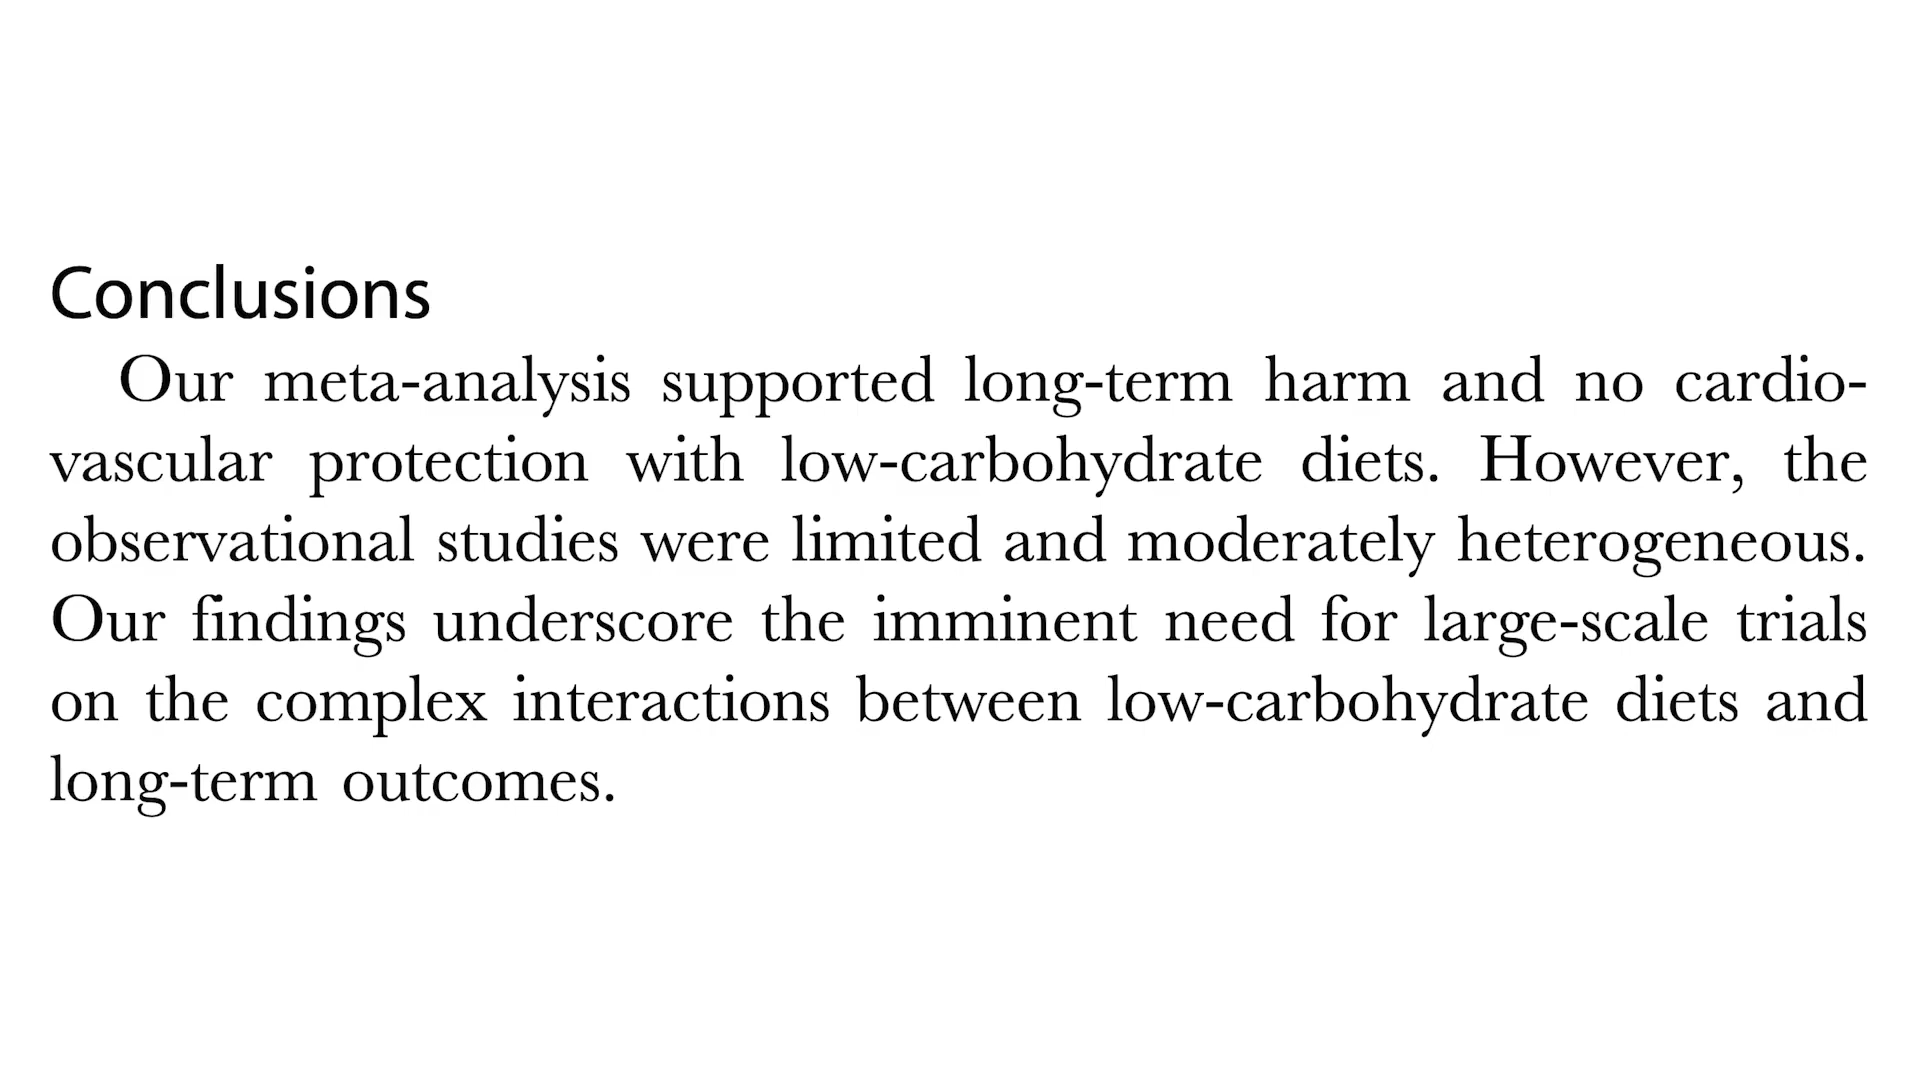 Conclusions
Our meta-analysis supported long-term harm and no cardio-
vascular protection with low-carbohydrate diets. However, the
observational studies were limited and moderately heterogeneous.
Our findings underscore the imminent need for large-scale trials
on the complex interactions between low-carbohydrate diets and
long-term outcomes.